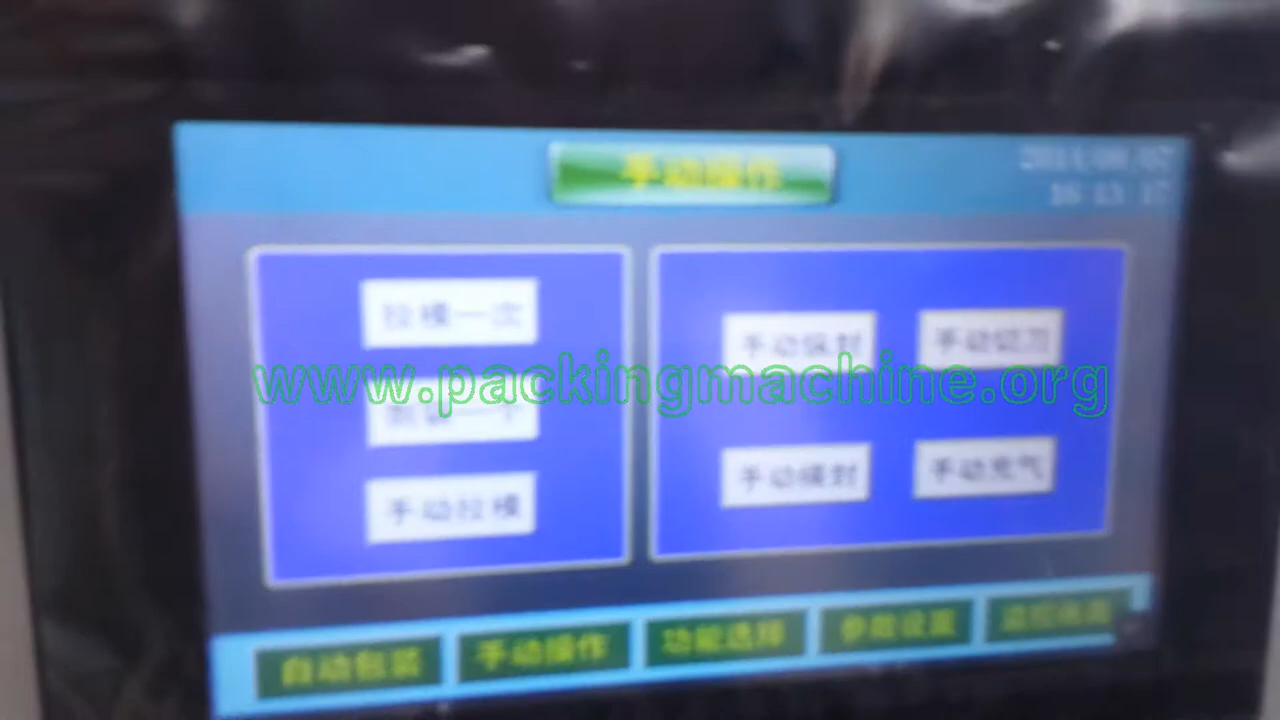 手动操作
拉模一次
手动纵封
手动切刀
www.packingmachine.org
手动拉模
手动横封
手动充气
自动包装
手动操作
功能选择
参数设置